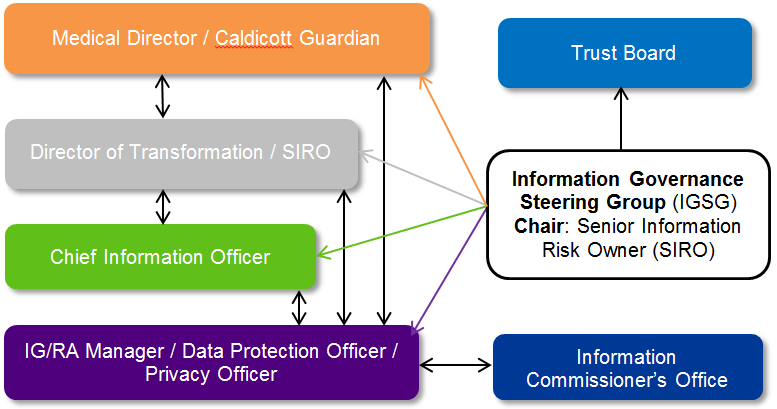 Medical Director / Caldicott Guardian
Trust Board
Director of Transformation / SIRO
Information Governance
Steering Group (IGSG)
Chair: Senior Information
Risk Owner (SIRO)
Chief Information Officer
IG/RA Manager / Data Protection Officer /
Privacy Officer
Information
Commissioner's Office